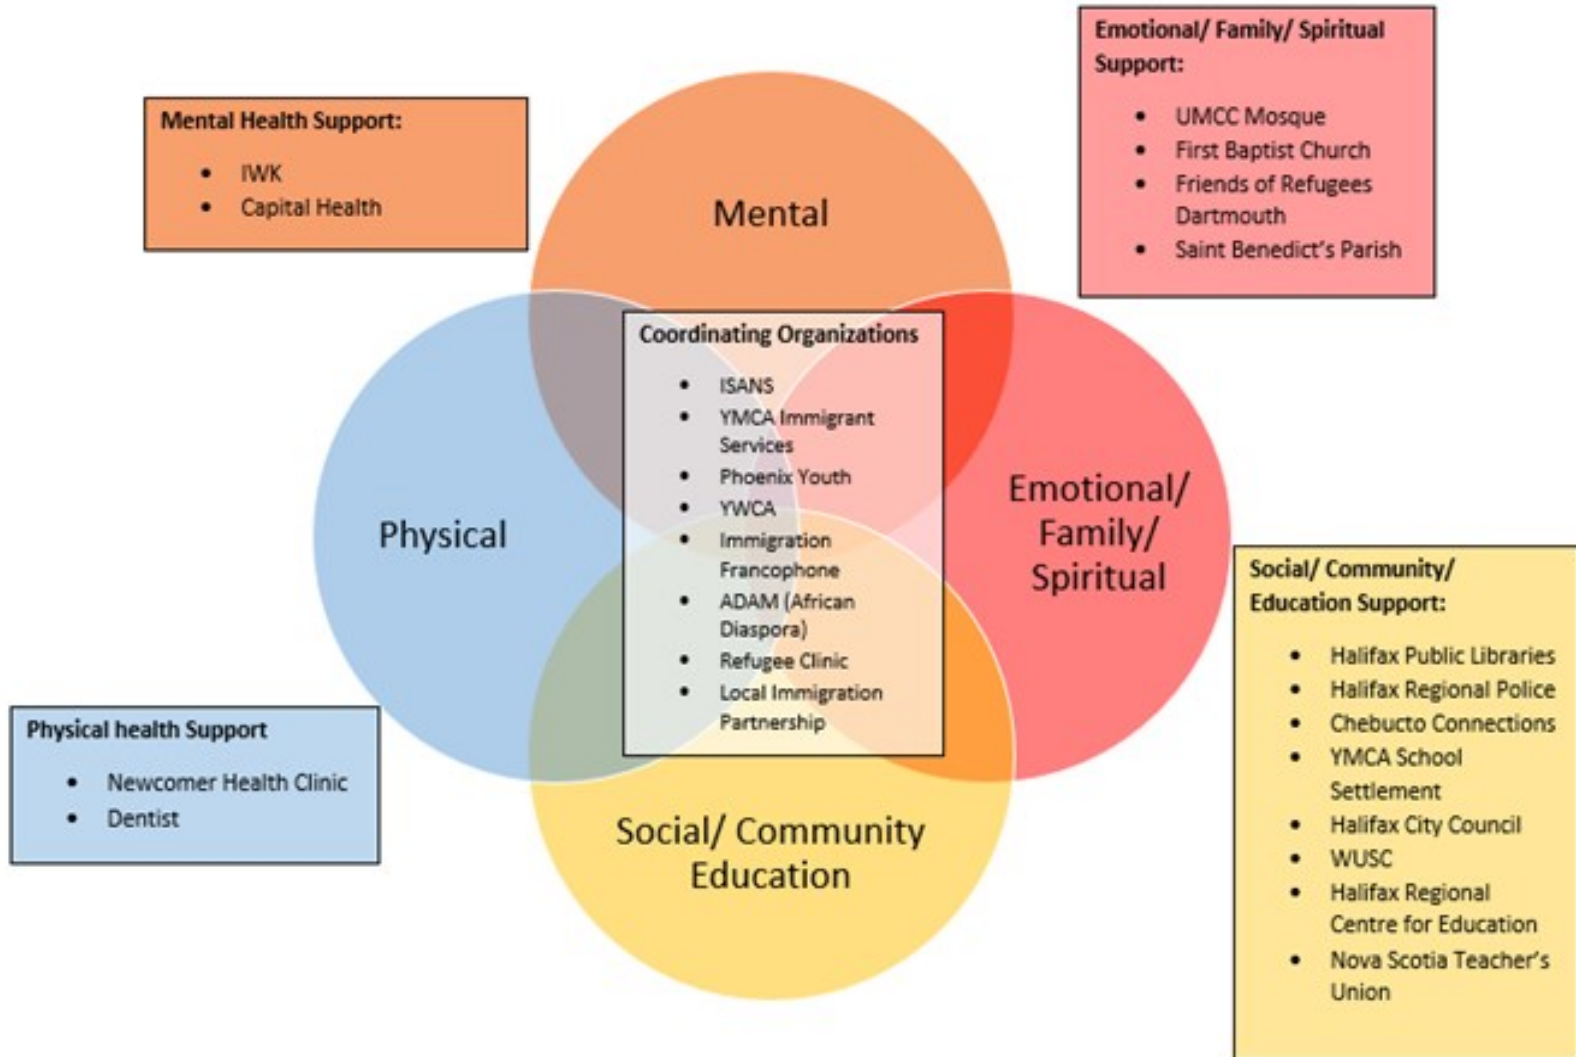 Mental Health Support:
• IWK
• Capital Health
Emotional/ Family/ Spiritual
Support:
• UMCC Mosque
• First Baptist Church
• Friends of Refugees
Dartmouth
• Saint Benedict's Parish
Mental
Coordinating Organizations
• ISANS
• YMCA Immigrant
Services
• Phoenix Youth
• YWCA
• Immigration
Francophone
• ADAM (African
Diaspora)
• Refugee Clinic
• Local Immigration
Partnership
Physical
Emotional/
Family/
Spiritual
Physical health Support
• Newcomer Health Clinic
• Dentist
Social/ Community
Education
Social/ Community/
Education Support:
• Halifax Public Libraries
• Halifax Regional Police
• Chebucto Connections
• YMCA School
Settlement
• Halifax City Council
• WUSC
• Halifax Regional
Centre for Education
• Nova Scotia Teacher's
Union